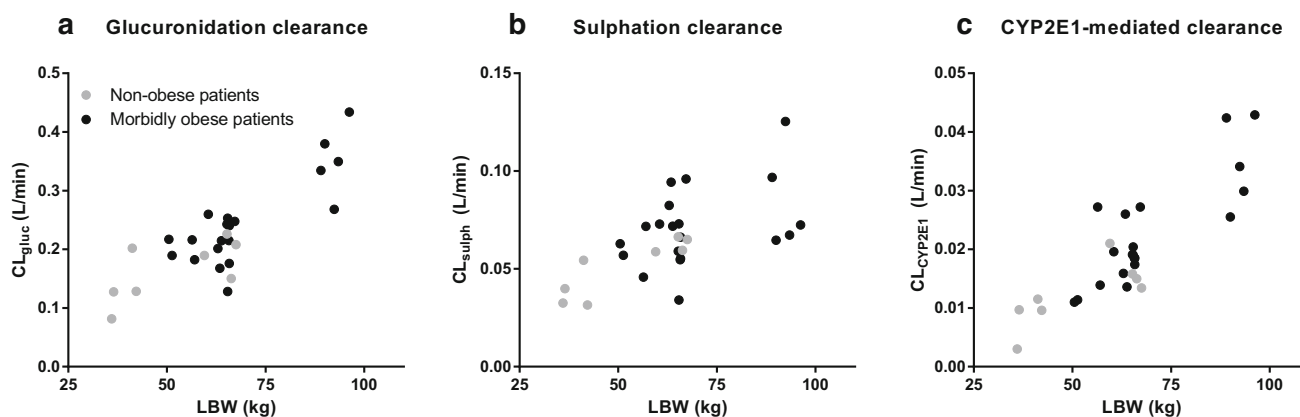 a Glucuronidation clearance
0.5
0.4
0.3
0.2
0.1
0.0
CLgluc (L/min)
Non-obese patients
Morbidly obese patients
25 50 75 100
LBW (kg)
b Sulphation clearance
0.15
0.10
0.05
0.00
CLsulph (L/min)
25 50 75 100
LBW (kg)
c CYP2E1-mediated clearance
0.05
0.04
0.03
0.02
0.01
0.00
CLCYP2E1 (L/min)
25 50 75 100
LBW (kg)